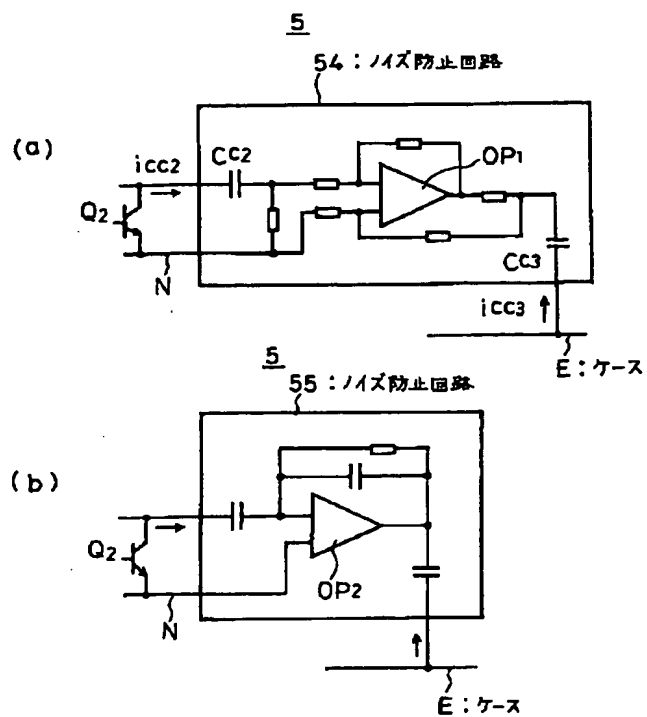 5
54:ノイズ防止回路
(a)
icc2
Cc2
OP1
Q2
N
Cc3
icc3
E:ケース
5
55:ノイズ防止回路
(b)
Q2
OP2
N
E:ケース